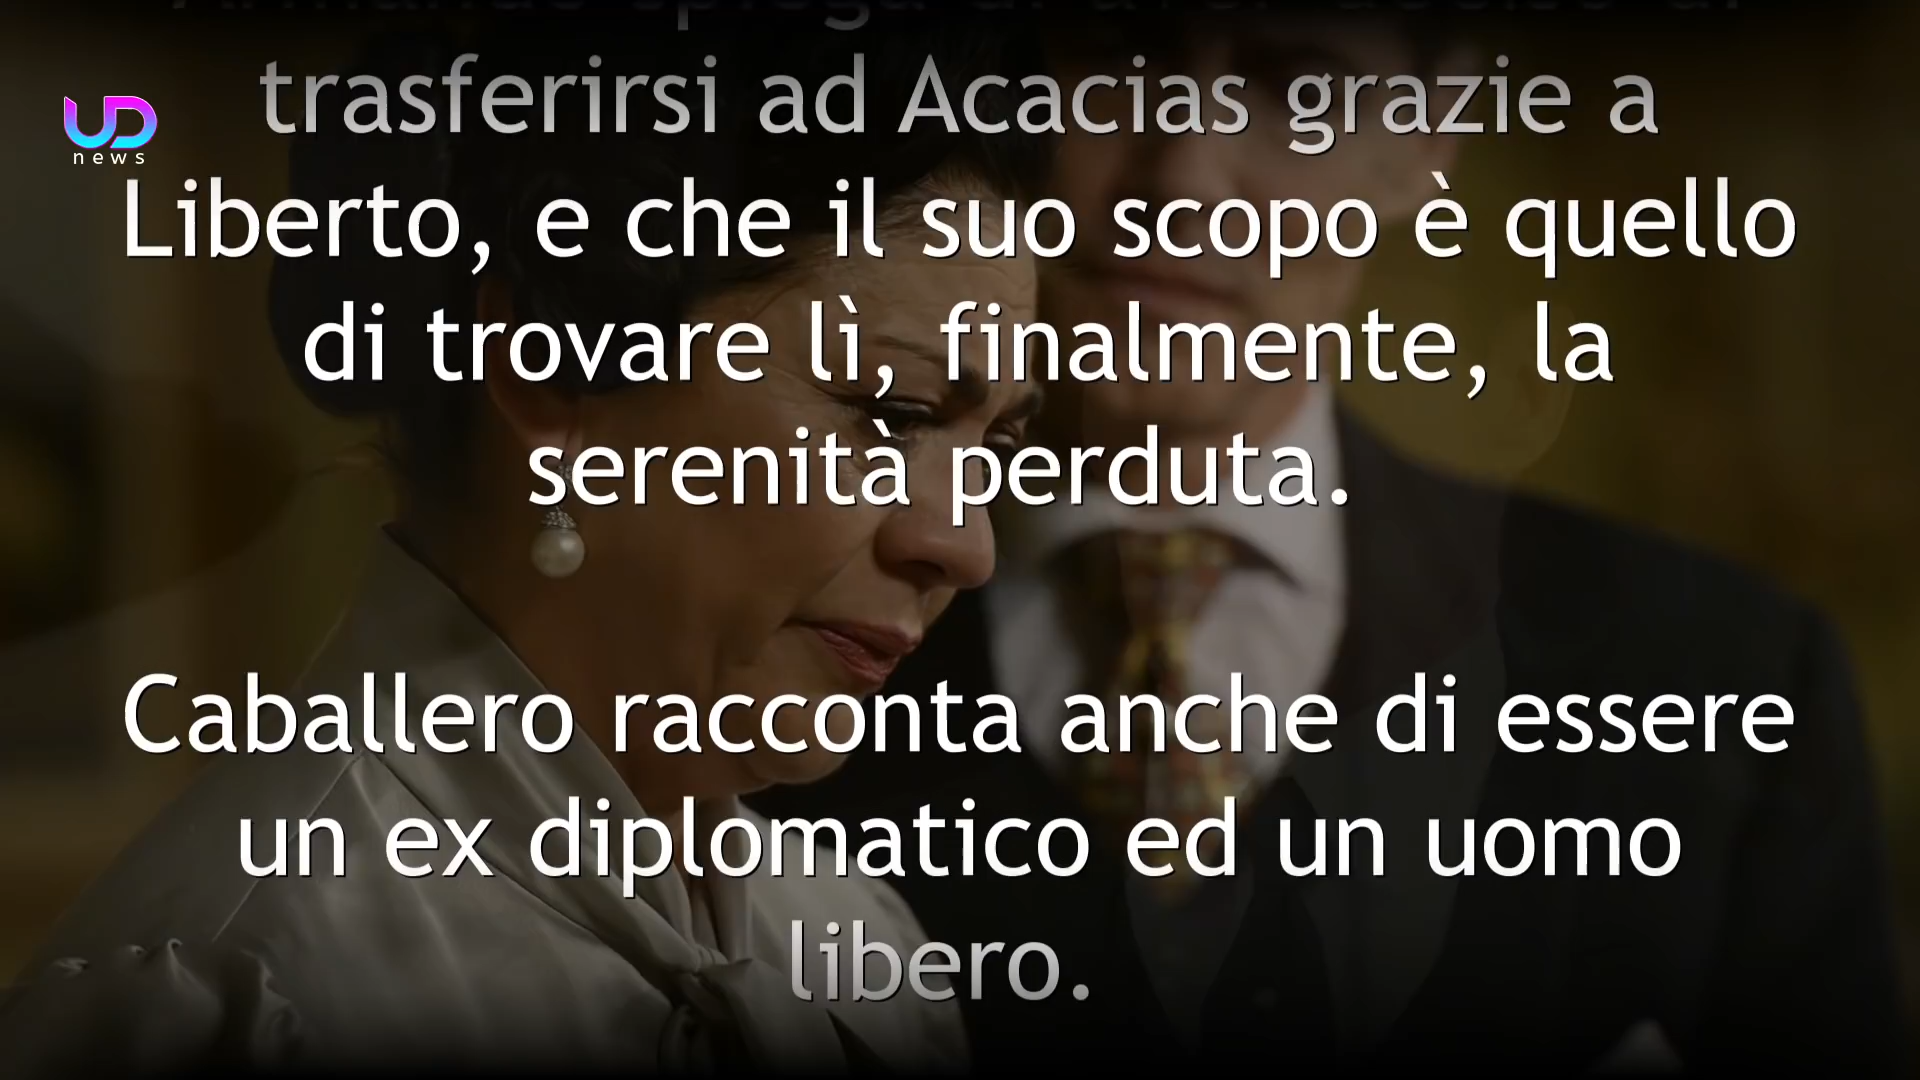 trasferirsi ad Acacias grazie a
UD
news
Liberto, e che il suo scopo è quello
di trovare lì, finalmente, la
serenità perduta.
Caballero racconta anche di essere
un ex diplomatico ed un uomo
libero.